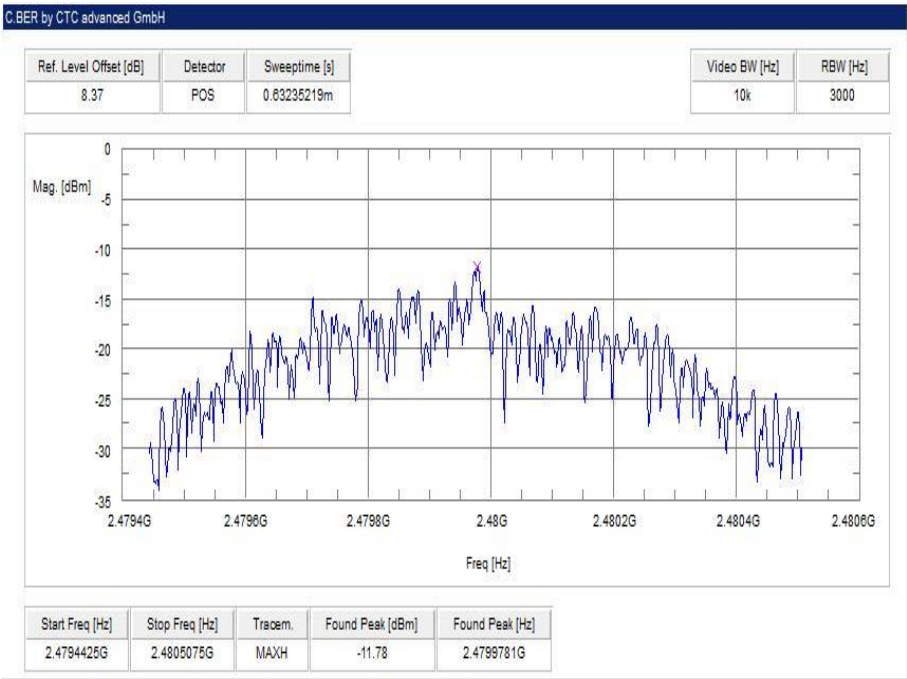 C.BER by CTC advanced GmbH
Ref. Level Offset [dB] Detector Sweeptime [s] Video BW [Hz] RBW [Hz]
8.37 POS 0.63235219m 10k 3000
Mag. [dBm]
0
-5
-10
-15
-20
-25
-30
-35
2.4794G 2.4796G 2.4798G 2.48G 2.4802G 2.4804G 2.4806G
Freq [Hz]
Start Freq [Hz] Stop Freq [Hz] Tracem. Found Peak [dBm] Found Peak [Hz]
2.4794425G 2.4805075G MAXH -11.78 2.4799781G